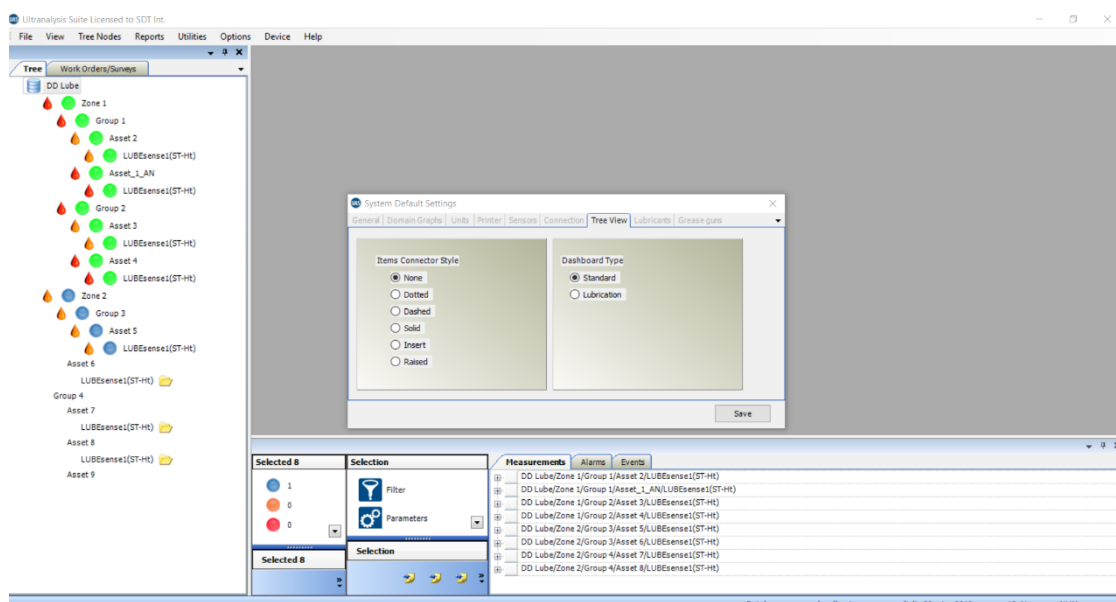 Ultranalysis Suite Licensed to SDT Int.
File View Tree Nodes Reports Utilities Options Device Help
Tree Work Orders/Surveys
DD Lube
Zone 1
Group 1
Asset 2
LUBEsense1(ST-Ht)
Asset_1_AN
LUBEsense1(ST-Ht)
Group 2
Asset 3
LUBEsense1(ST-Ht)
Asset 4
LUBEsense1(ST-Ht)
Zone 2
Group 3
Asset 5
LUBEsense1(ST-Ht)
Asset 6
LUBEsense1(ST-Ht)
Group 4
Asset 7
LUBEsense1(ST-Ht)
Asset 8
LUBEsense1(ST-Ht)
Asset 9
System Default Settings
General Domain Graphs Units Printer Sensors Connection Tree View Lubricants Grease guns
Items Connector Style
None
Dotted
Dashed
Solid
Insert
Raised
Dashboard Type
Standard
Lubrication
Save
Selected 8
1
0
0
Selected 8
Selection
Filter
Parameters
Selection
Measurements Alarms Events
DD Lube/Zone 1/Group 1/Asset 2/LUBEsense1(ST-Ht)
DD Lube/Zone 1/Group 1/Asset_1_AN/LUBEsense1(ST-Ht)
DD Lube/Zone 1/Group 2/Asset 3/LUBEsense1(ST-Ht)
DD Lube/Zone 1/Group 2/Asset 4/LUBEsense1(ST-Ht)
DD Lube/Zone 2/Group 3/Asset 5/LUBEsense1(ST-Ht)
DD Lube/Zone 2/Group 3/Asset 6/LUBEsense1(ST-Ht)
DD Lube/Zone 2/Group 4/Asset 7/LUBEsense1(ST-Ht)
DD Lube/Zone 2/Group 4/Asset 8/LUBEsense1(ST-Ht)